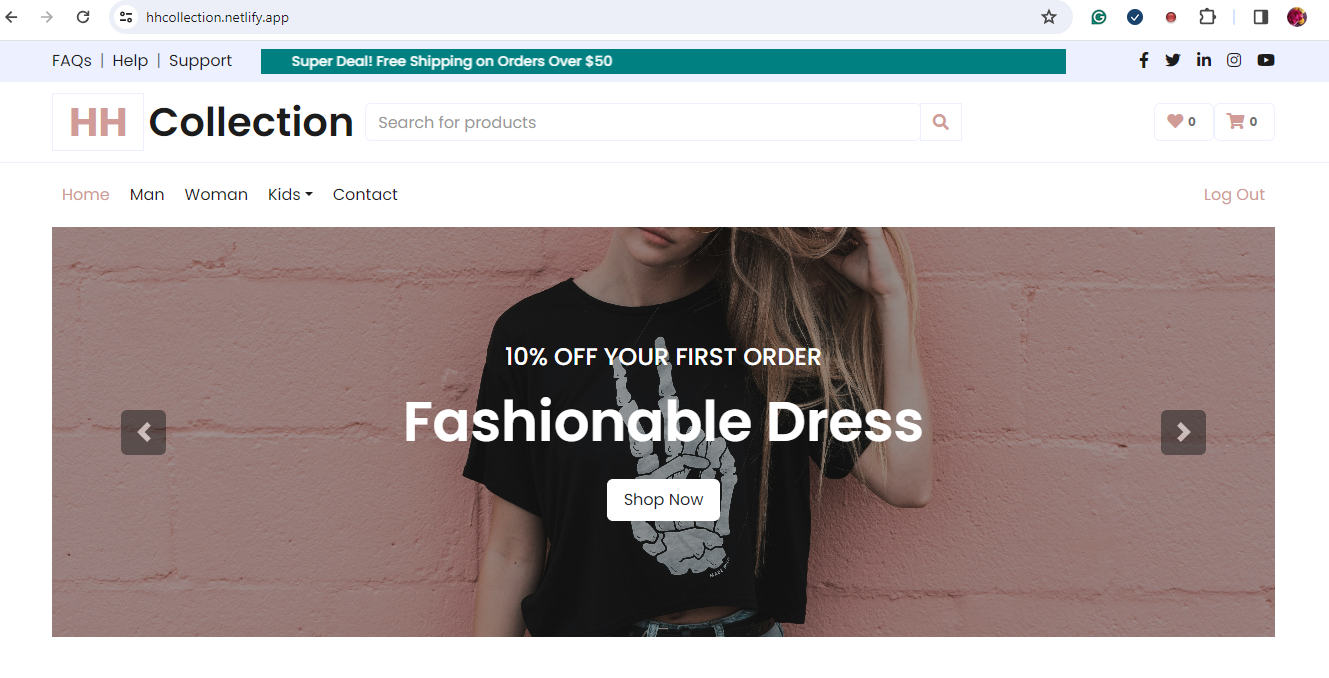 hhcollection.netlify.app
FAQs | Help | Support
Super Deal! Free Shipping on Orders Over $50
HH Collection
Search for products
0 0
Home Man Woman Kids Contact
Log Out
10% OFF YOUR FIRST ORDER
Fashionable Dress
Shop Now